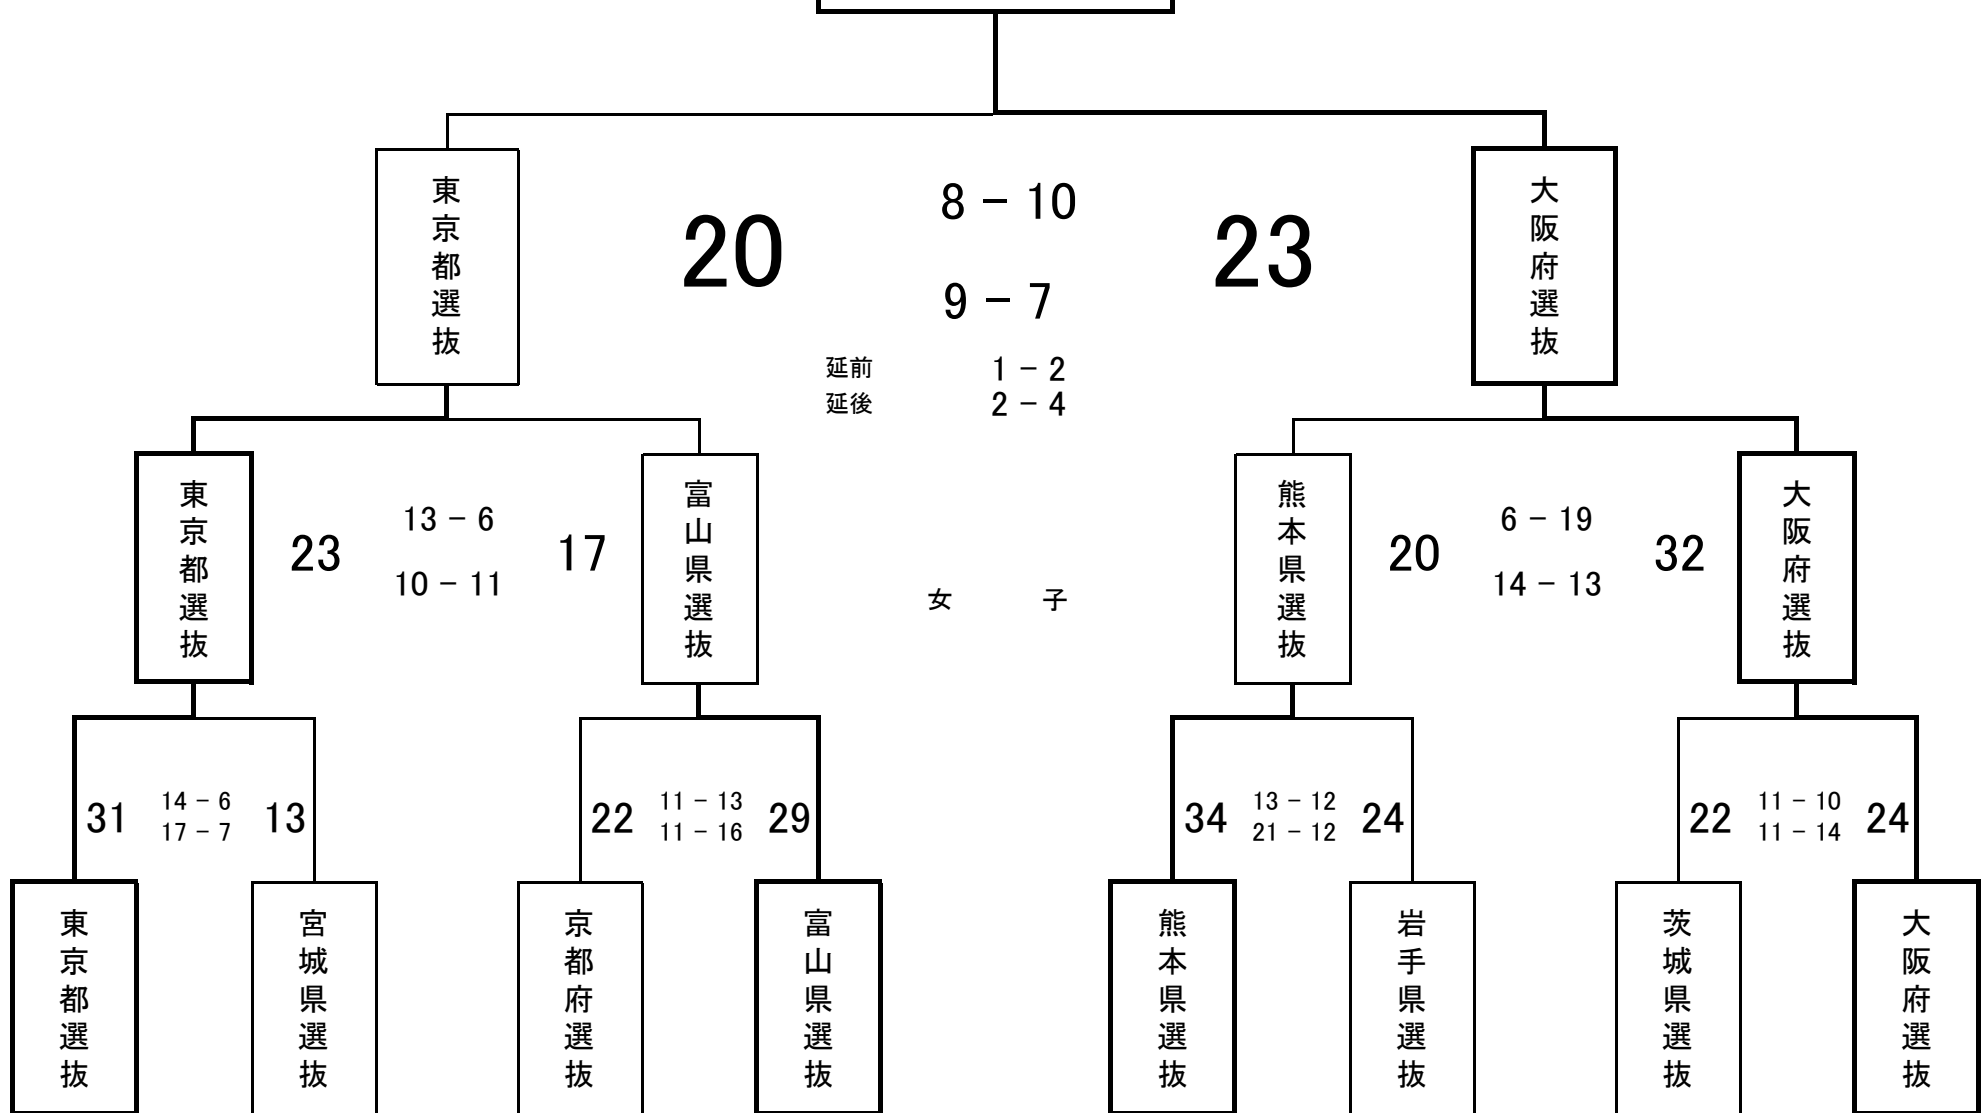 東京都選抜
20
8 − 10
9 − 7
延前 1 − 2
延後 2 − 4
23
大阪府選抜
東京都選抜
23
13 − 6
10 − 11
17
富山県選抜
女 子
熊本県選抜
20
6 − 19
14 − 13
32
大阪府選抜
31
14 − 6
17 − 7
13
22
11 − 13
11 − 16
29
34
13 − 12
21 − 12
24
22
11 − 10
11 − 14
24
東京都選抜
宮城県選抜
京都府選抜
富山県選抜
熊本県選抜
岩手県選抜
茨城県選抜
大阪府選抜